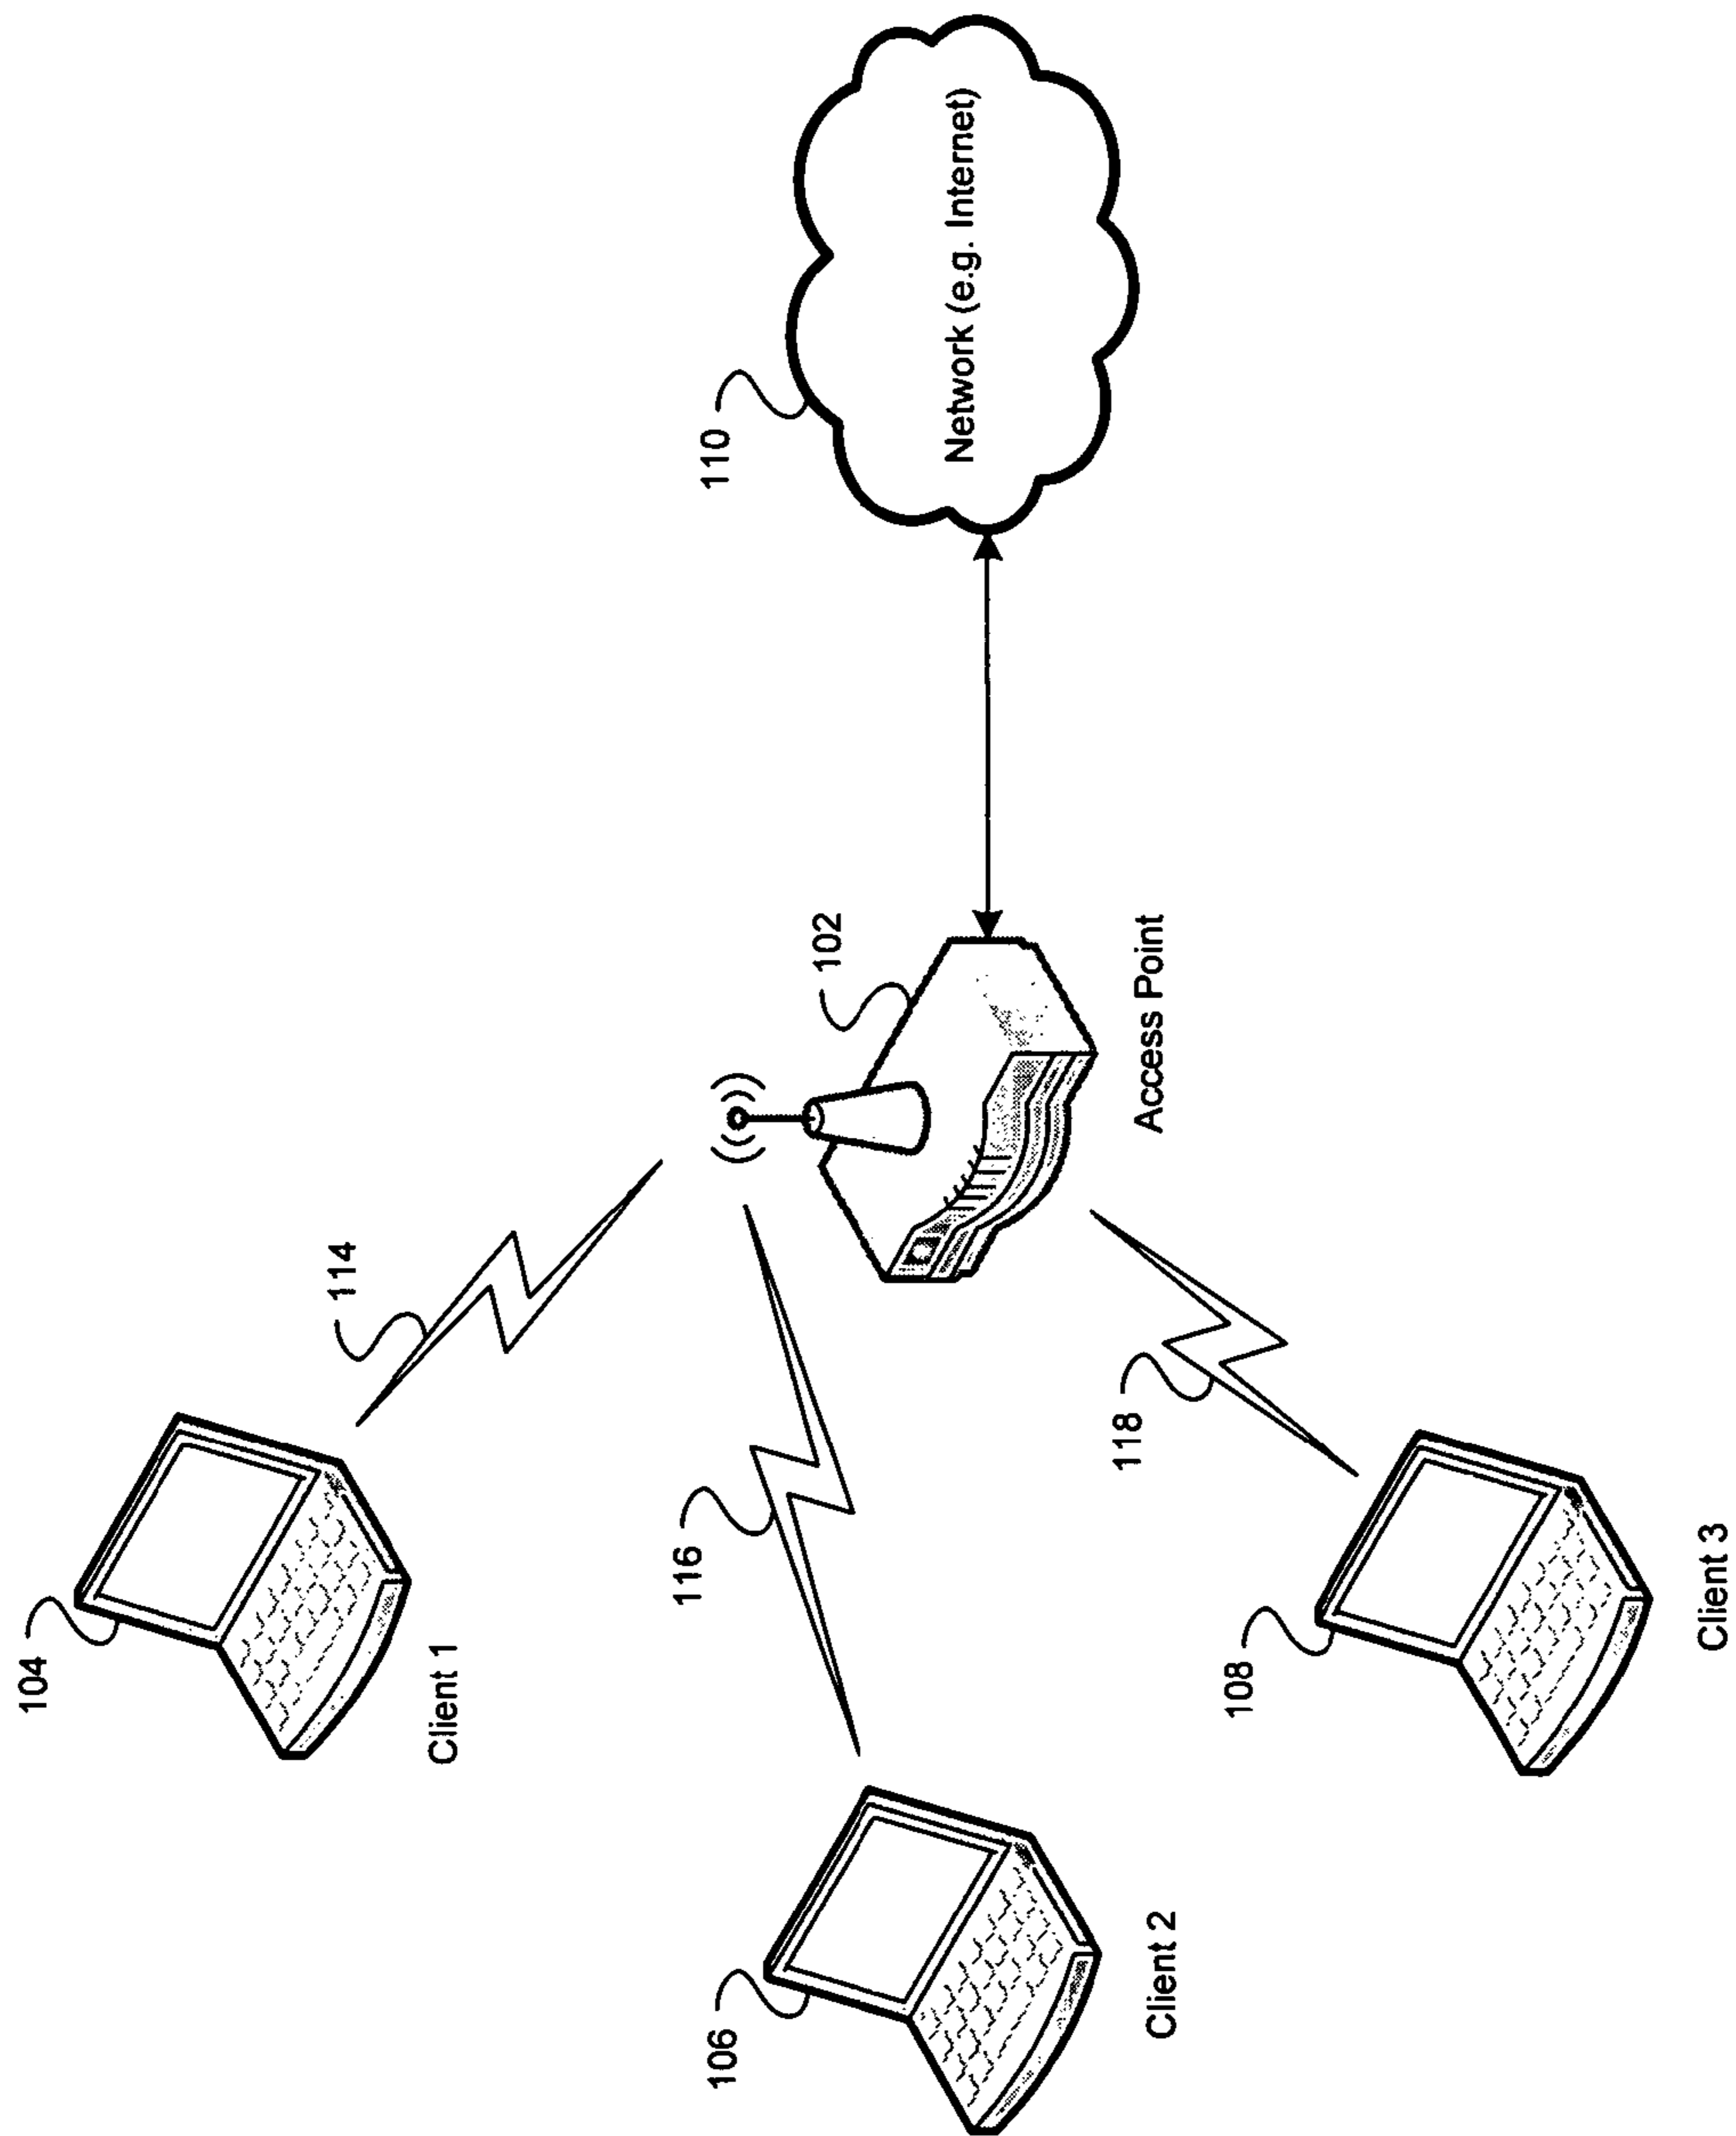 104
Client 1
114
106
Client 2
116
102
Access Point
110
Network (e.g. Internet)
118
108
Client 3